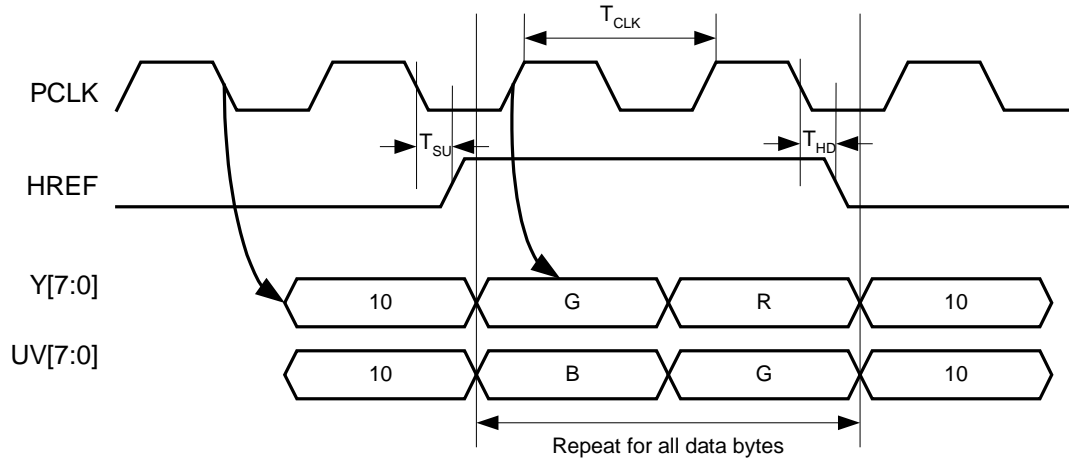 T_CLK
PCLK
T_SU
T_HD
HREF
Y[7:0]
10 G R 10
UV[7:0]
10 B G 10
Repeat for all data bytes